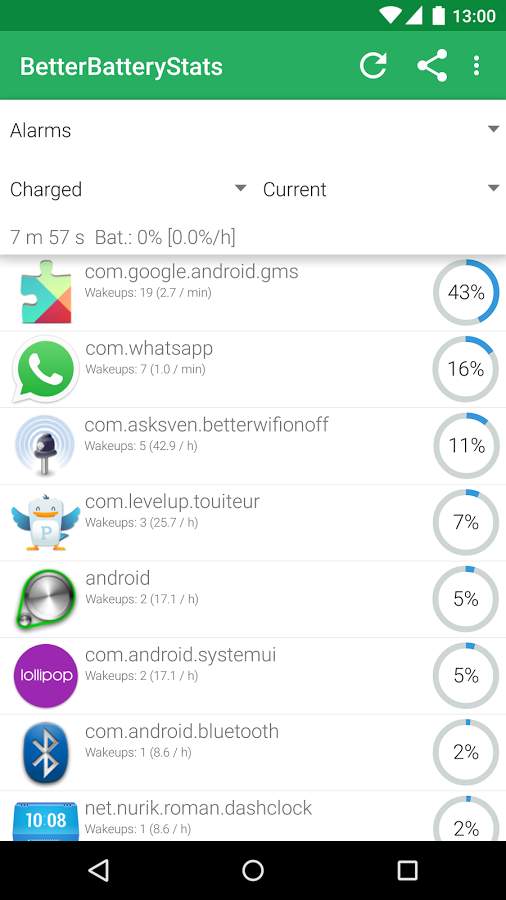 13:00
BetterBatteryStats
Alarms
Charged Current
7 m 57 s Bat.: 0% [0.0%/h]
com.google.android.gms
Wakeups: 19 (2.7 / min)
43%
com.whatsapp
Wakeups: 7 (1.0 / min)
16%
com.asksven.betterwifionoff
Wakeups: 5 (42.9 / h)
11%
com.levelup.touiteur
Wakeups: 3 (25.7 / h)
P
7%
android
Wakeups: 2 (17.1 / h)
5%
com.android.systemui
Wakeups: 2 (17.1 / h)
lollipop
5%
com.android.bluetooth
Wakeups: 1 (8.6 / h)
2%
net.nurik.roman.dashclock
Wakeups: 1 (8.6 / h)
10:08
2%